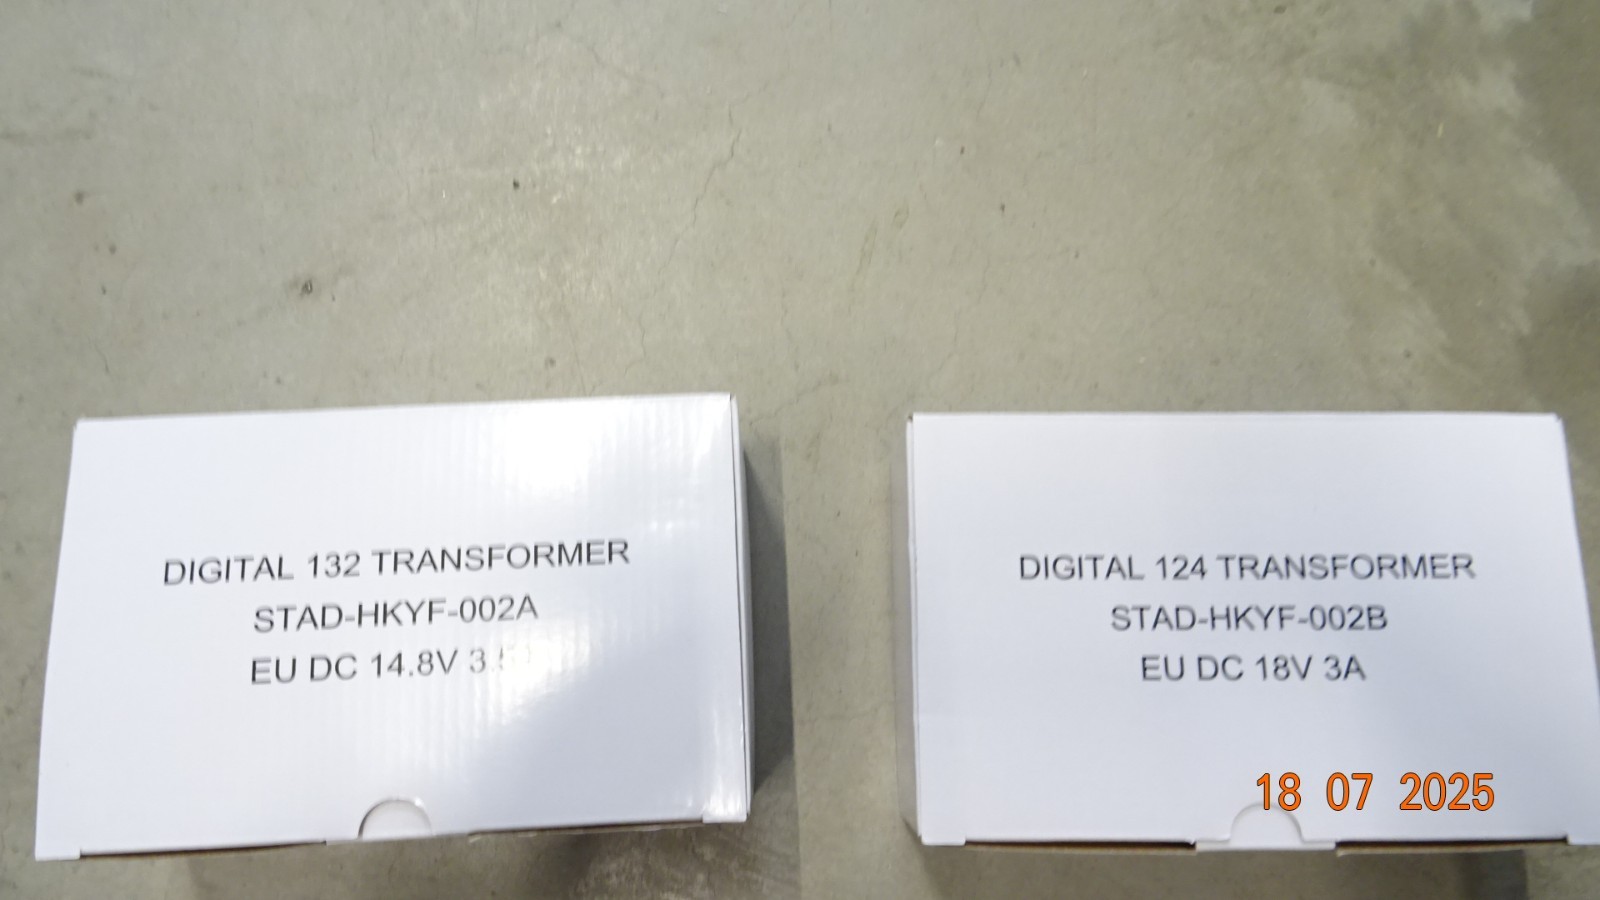 DIGITAL 132 TRANSFORMER
STAD-HKYF-002A
EU DC 14.8V
DIGITAL 124 TRANSFORMER
STAD-HKYF-002B
EU DC 18V 3A
18 07 2025